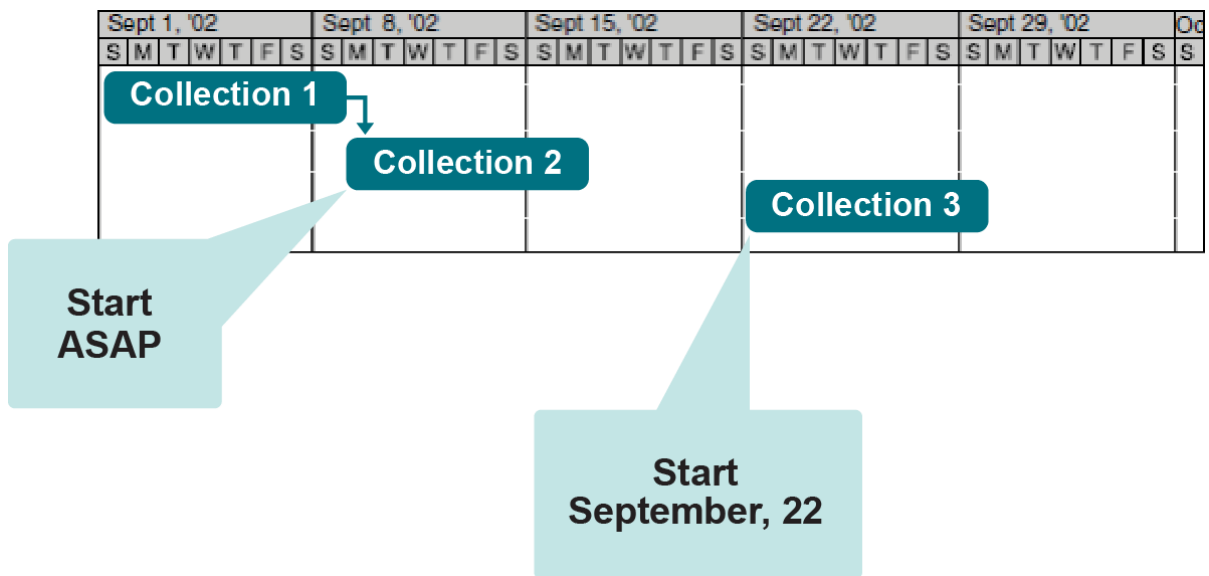 Sept 1, '02 Sept 8, '02 Sept 15, '02 Sept 22, '02 Sept 29, '02 Oc
S M T W T F S S M T W T F S S M T W T F S S M T W T F S S M T W T F S S
Collection 1
Collection 2
Collection 3
Start
ASAP
Start
September, 22